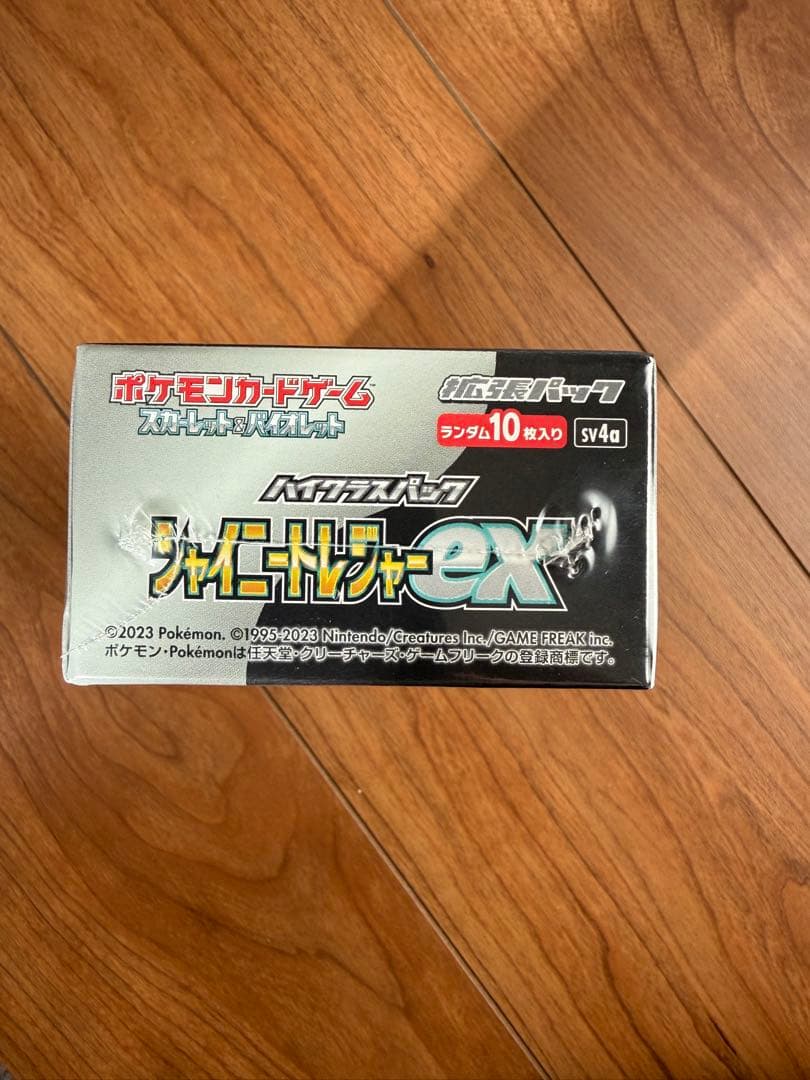 ポケモンカードゲーム™
スカーレット&バイオレット
拡張パック
ランダム10枚入り
sv4a
ハイクラスパック
シャイニートレジャーex
©2023 Pokémon. ©1995-2023 Nintendo/Creatures Inc./GAME FREAK inc.
ポケモン・Pokémonは任天堂・クリーチャーズ・ゲームフリークの登録商標です。